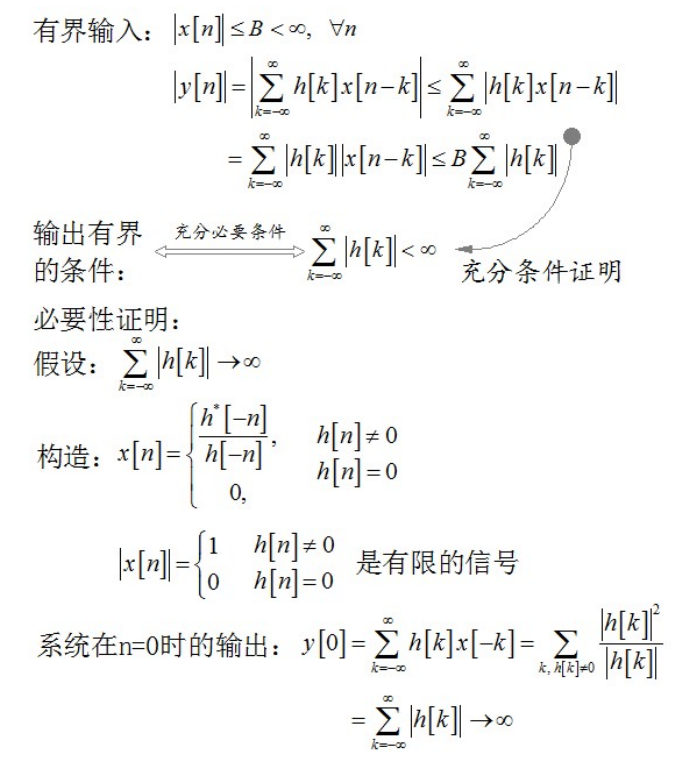 有界输入: |x[n]| ≤ B < ∞, ∀n
|y[n]| = |∑_{k=-∞}^{∞} h[k]x[n-k]| ≤ ∑_{k=-∞}^{∞} |h[k]x[n-k]|
= ∑_{k=-∞}^{∞} |h[k]||x[n-k]| ≤ B∑_{k=-∞}^{∞} |h[k]|
输出有界的条件: 充分必要条件 ∑_{k=-∞}^{∞} |h[k]| < ∞ 充分条件证明
必要性证明:
假设: ∑_{k=-∞}^{∞} |h[k]| → ∞
构造: x[n] = { h*[-n] / h[-n], h[n] ≠ 0
0, h[n] = 0
|x[n]| = { 1 h[n] ≠ 0
0 h[n] = 0 是有限的信号
系统在n=0时的输出: y[0] = ∑_{k=-∞}^{∞} h[k]x[-k] = ∑_{k, h[k]≠0} |h[k]|² / |h[k]|
= ∑_{k=-∞}^{∞} |h[k]| → ∞